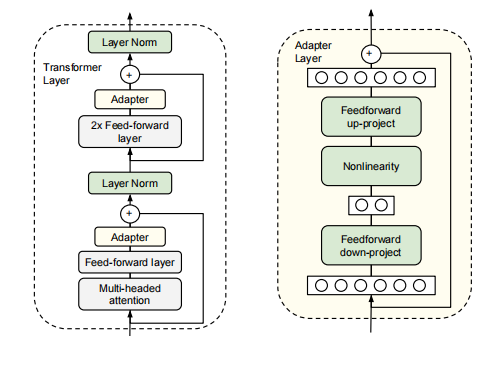 Layer Norm
Transformer
Layer
+
Adapter
2x Feed-forward
layer
Layer Norm
+
Adapter
Feed-forward layer
Multi-headed
attention
Adapter
Layer
+
Feedforward
up-project
Nonlinearity
Feedforward
down-project